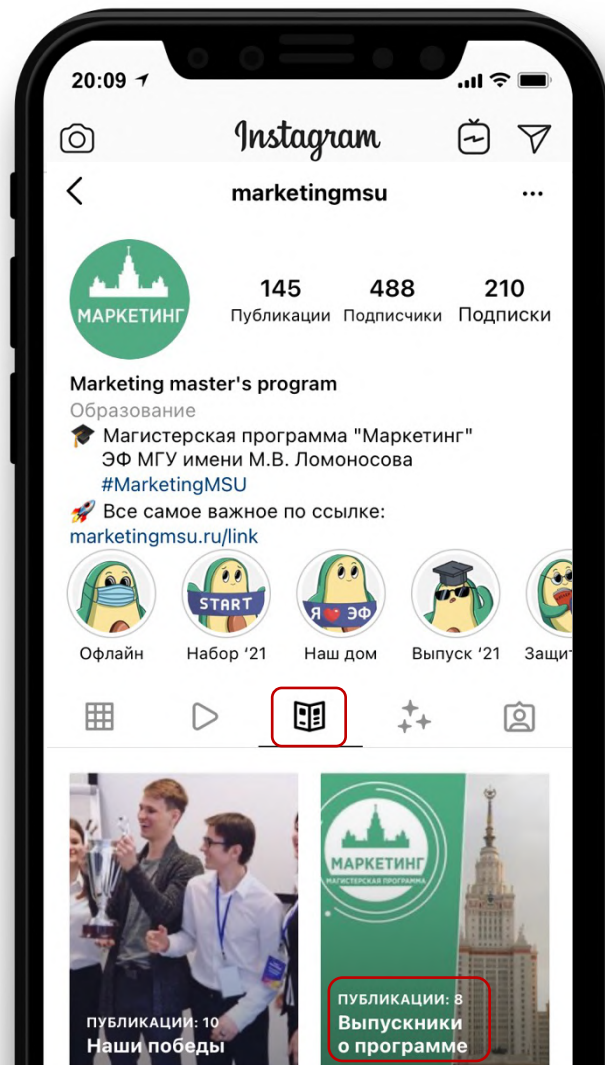 20:09
Instagram
marketingmsu
МАРКЕТИНГ
145 488 210
Публикации Подписчики Подписки
Marketing master's program
Образование
🎓 Магистерская программа "Маркетинг"
ЭФ МГУ имени М.В. Ломоносова
#MarketingMSU
🚀 Все самое важное по ссылке:
marketingmsu.ru/link
START
Я ❤️ ЭФ
Офлайн Набор ‘21 Наш дом Выпуск ‘21 Защит
МАРКЕТИНГ
МАГИСТЕРСКАЯ ПРОГРАММА
ПУБЛИКАЦИИ: 10
Наши победы
ПУБЛИКАЦИИ: 8
Выпускники
о программе